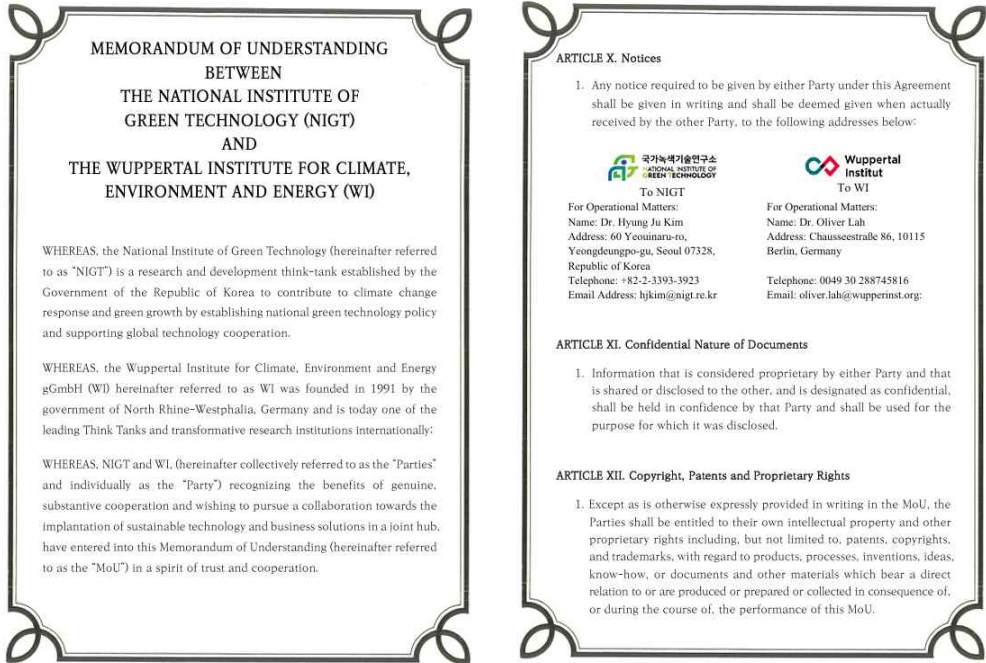 MEMORANDUM OF UNDERSTANDING
BETWEEN
THE NATIONAL INSTITUTE OF
GREEN TECHNOLOGY (NIGT)
AND
THE WUPPERTAL INSTITUTE FOR CLIMATE,
ENVIRONMENT AND ENERGY (WI)
WHEREAS, the National Institute of Green Technology (hereinafter referred
to as "NIGT") is a research and development think-tank established by the
Government of the Republic of Korea to contribute to climate change
response and green growth by establishing national green technology policy
and supporting global technology cooperation.
WHEREAS, the Wuppertal Institute for Climate, Environment and Energy
gGmbH (WI) hereinafter referred to as WI was founded in 1991 by the
government of North Rhine-Westphalia, Germany and is today one of the
leading Think Tanks and transformative research institutions internationally;
WHEREAS, NIGT and WI, (hereinafter collectively referred to as the "Parties"
and individually as the "Party") recognizing the benefits of genuine,
substantive cooperation and wishing to pursue a collaboration towards the
implantation of sustainable technology and business solutions in a joint hub,
have entered into this Memorandum of Understanding (hereinafter referred
to as the "MoU") in a spirit of trust and cooperation.
ARTICLE X. Notices
1. Any notice required to be given by either Party under this Agreement
shall be given in writing and shall be deemed given when actually
received by the other Party, to the following addresses below:
국가녹색기술연구소
NATIONAL INSTITUTE OF
GREEN TECHNOLOGY
To NIGT
For Operational Matters:
Name: Dr. Hyung Ju Kim
Address: 60 Yeouinaru-ro,
Yeongdeungpo-gu, Seoul 07328,
Republic of Korea
Telephone: +82-2-3393-3923
Email Address: hjkim@nigt.re.kr
Wuppertal
Institut
To WI
For Operational Matters:
Name: Dr. Oliver Lah
Address: Chausseestraße 86, 10115
Berlin, Germany
Telephone: 0049 30 288745816
Email: oliver.lah@wupperinst.org:
ARTICLE XI. Confidential Nature of Documents
1. Information that is considered proprietary by either Party and that
is shared or disclosed to the other, and is designated as confidential,
shall be held in confidence by that Party and shall be used for the
purpose for which it was disclosed.
ARTICLE XII. Copyright, Patents and Proprietary Rights
1. Except as is otherwise expressly provided in writing in the MoU, the
Parties shall be entitled to their own intellectual property and other
proprietary rights including, but not limited to, patents, copyrights,
and trademarks, with regard to products, processes, inventions, ideas,
know-how, or documents and other materials which bear a direct
relation to or are produced or prepared or collected in consequence of,
or during the course of, the performance of this MoU.